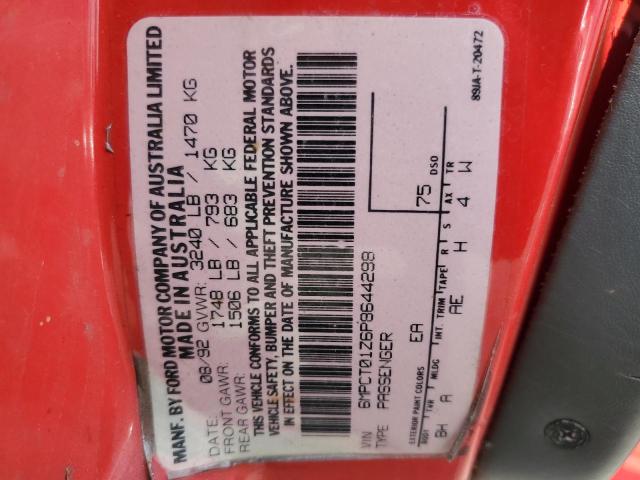 MANF. BY FORD MOTOR COMPANY OF AUSTRALIA LIMITED
MADE IN AUSTRALIA
DATE: 08/92 GVWR: 3240 LB / 1470 KG
FRONT GAWR: 1748 LB / 793 KG
REAR GAWR: 1506 LB / 683 KG
THIS VEHICLE CONFORMS TO ALL APPLICABLE FEDERAL MOTOR
VEHICLE SAFETY, BUMPER AND THEFT PREVENTION STANDARDS
IN EFFECT ON THE DATE OF MANUFACTURE SHOWN ABOVE.
VIN 6MPCT01Z6P8644298
TYPE PASSENGER
EXTERIOR PAINT COLORS EA 75 DSO
BODY TVR MLDG INT. TRIM TAPE R S AX TR
BH A AE H 4 W
89JA-T-20472